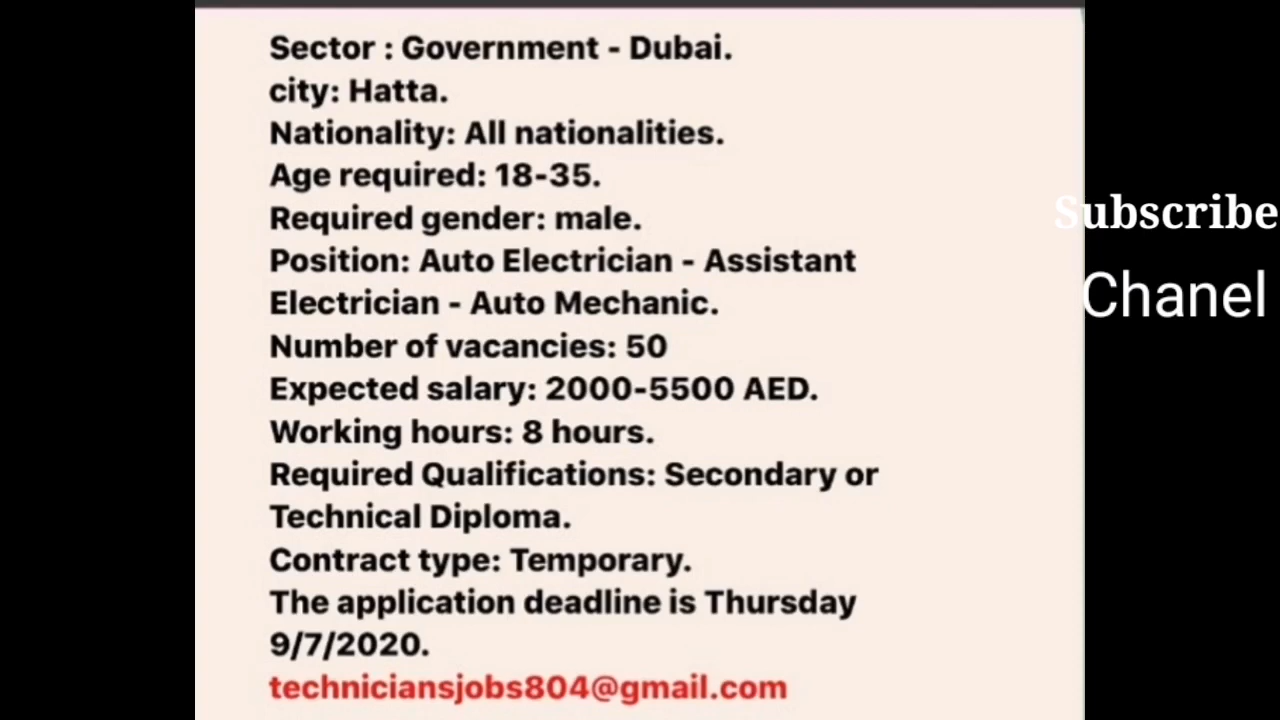 Sector : Government - Dubai.
city: Hatta.
Nationality: All nationalities.
Age required: 18-35.
Required gender: male.
Position: Auto Electrician - Assistant
Electrician - Auto Mechanic.
Number of vacancies: 50
Expected salary: 2000-5500 AED.
Working hours: 8 hours.
Required Qualifications: Secondary or
Technical Diploma.
Contract type: Temporary.
The application deadline is Thursday
9/7/2020.
techniciansjobs804@gmail.com
Subscribe
Chanel